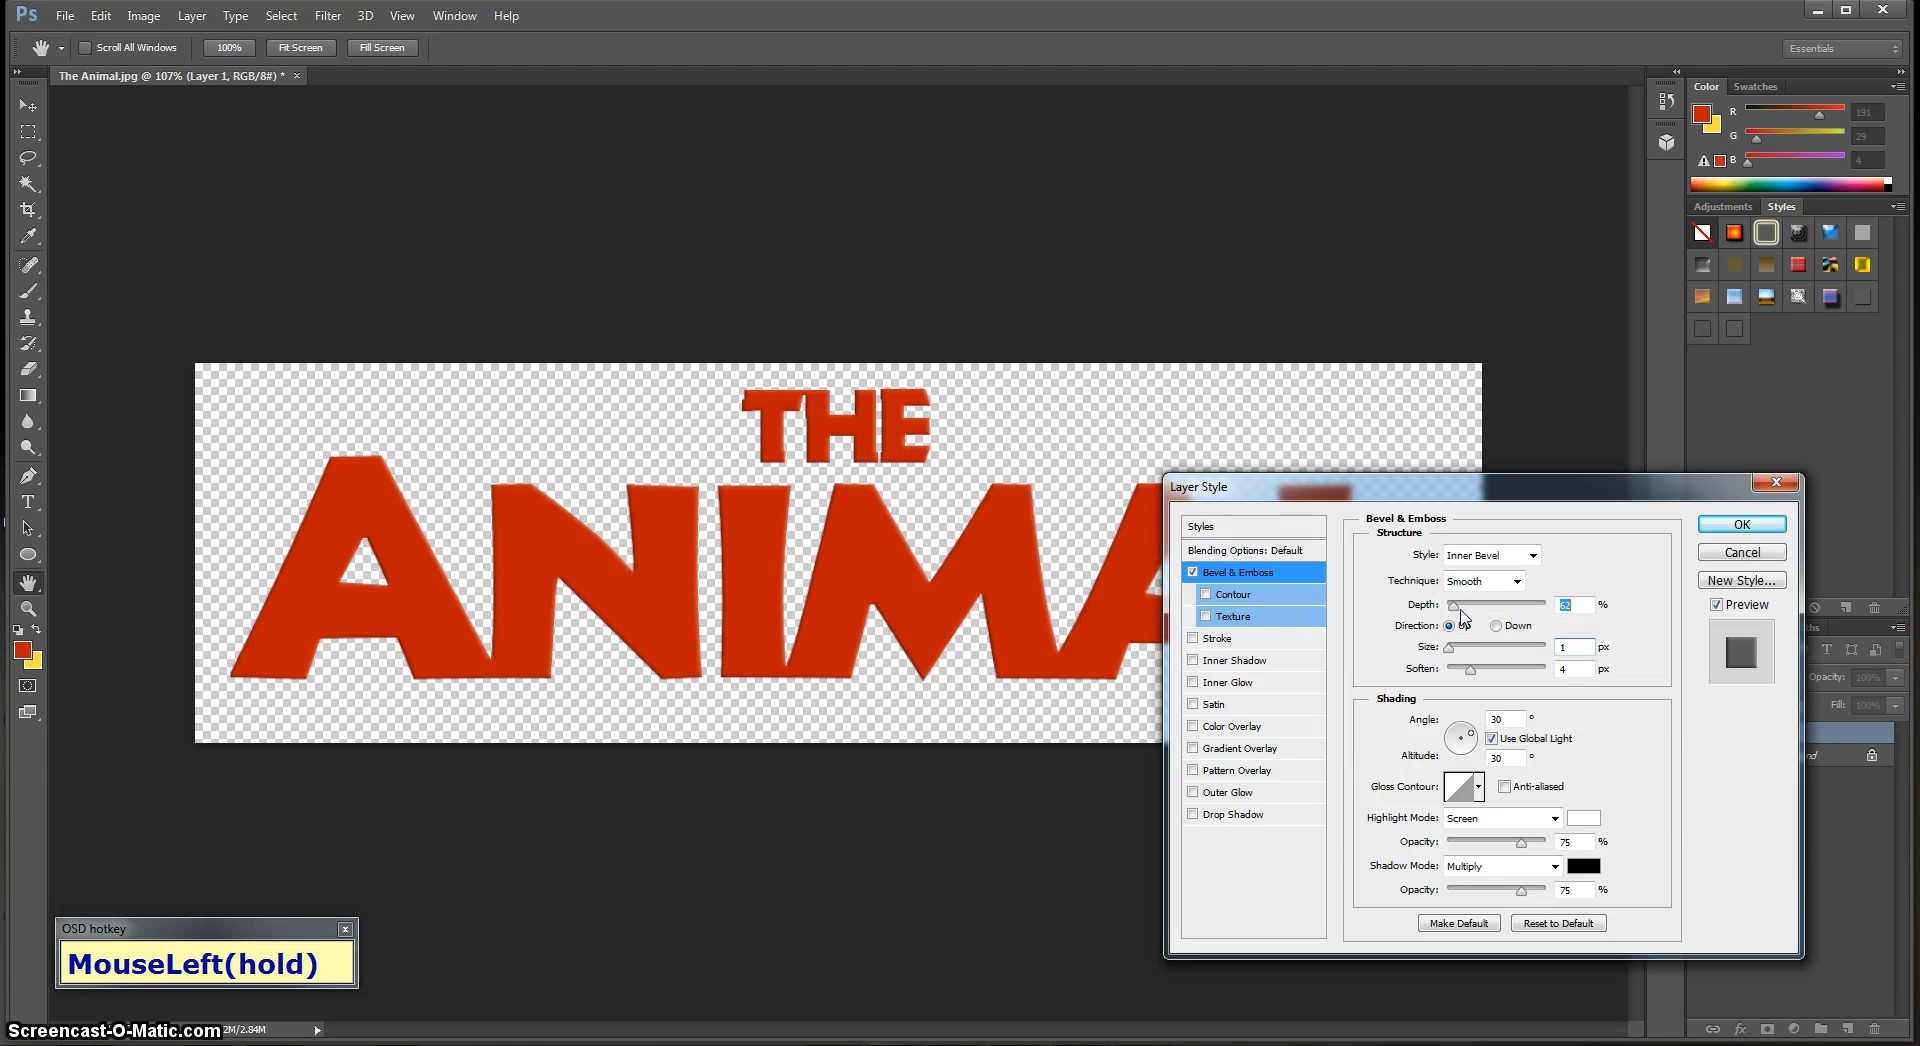 Ps File Edit Image Layer Type Select Filter 3D View Window Help
Scroll All Windows 100% Fit Screen Fill Screen Essentials
The Animal.jpg @ 107% (Layer 1, RGB/8#) * ×
Color Swatches
R 191
G 29
B 4
Adjustments Styles
THE
ANIMA
Layer Style
Styles
Blending Options: Default
Bevel & Emboss
Contour
Texture
Stroke
Inner Shadow
Inner Glow
Satin
Color Overlay
Gradient Overlay
Pattern Overlay
Outer Glow
Drop Shadow
Bevel & Emboss
Structure
Style: Inner Bevel
Technique: Smooth
Depth: 62 %
Direction: Up Down
Size: 1 px
Soften: 4 px
Shading
Angle: 30 °
Use Global Light
Altitude: 30 °
Gloss Contour: Anti-aliased
Highlight Mode: Screen
Opacity: 75 %
Shadow Mode: Multiply
Opacity: 75 %
Make Default Reset to Default
OK
Cancel
New Style...
Preview
ths
Opacity: 100%
Fill: 100%
nd
OSD hotkey
MouseLeft(hold)
Screencast-O-Matic.com
2M/2.84M